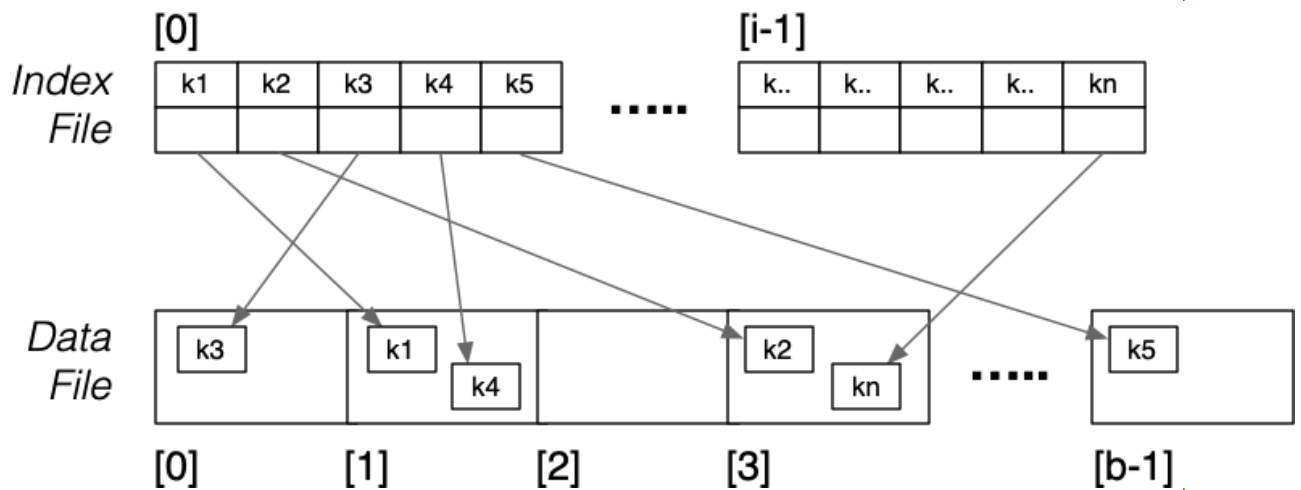 [0] [i-1]
Index File
k1 k2 k3 k4 k5 ..... k.. k.. k.. k.. kn
Data File
k3 k1 k4 k2 kn ..... k5
[0] [1] [2] [3] [b-1]